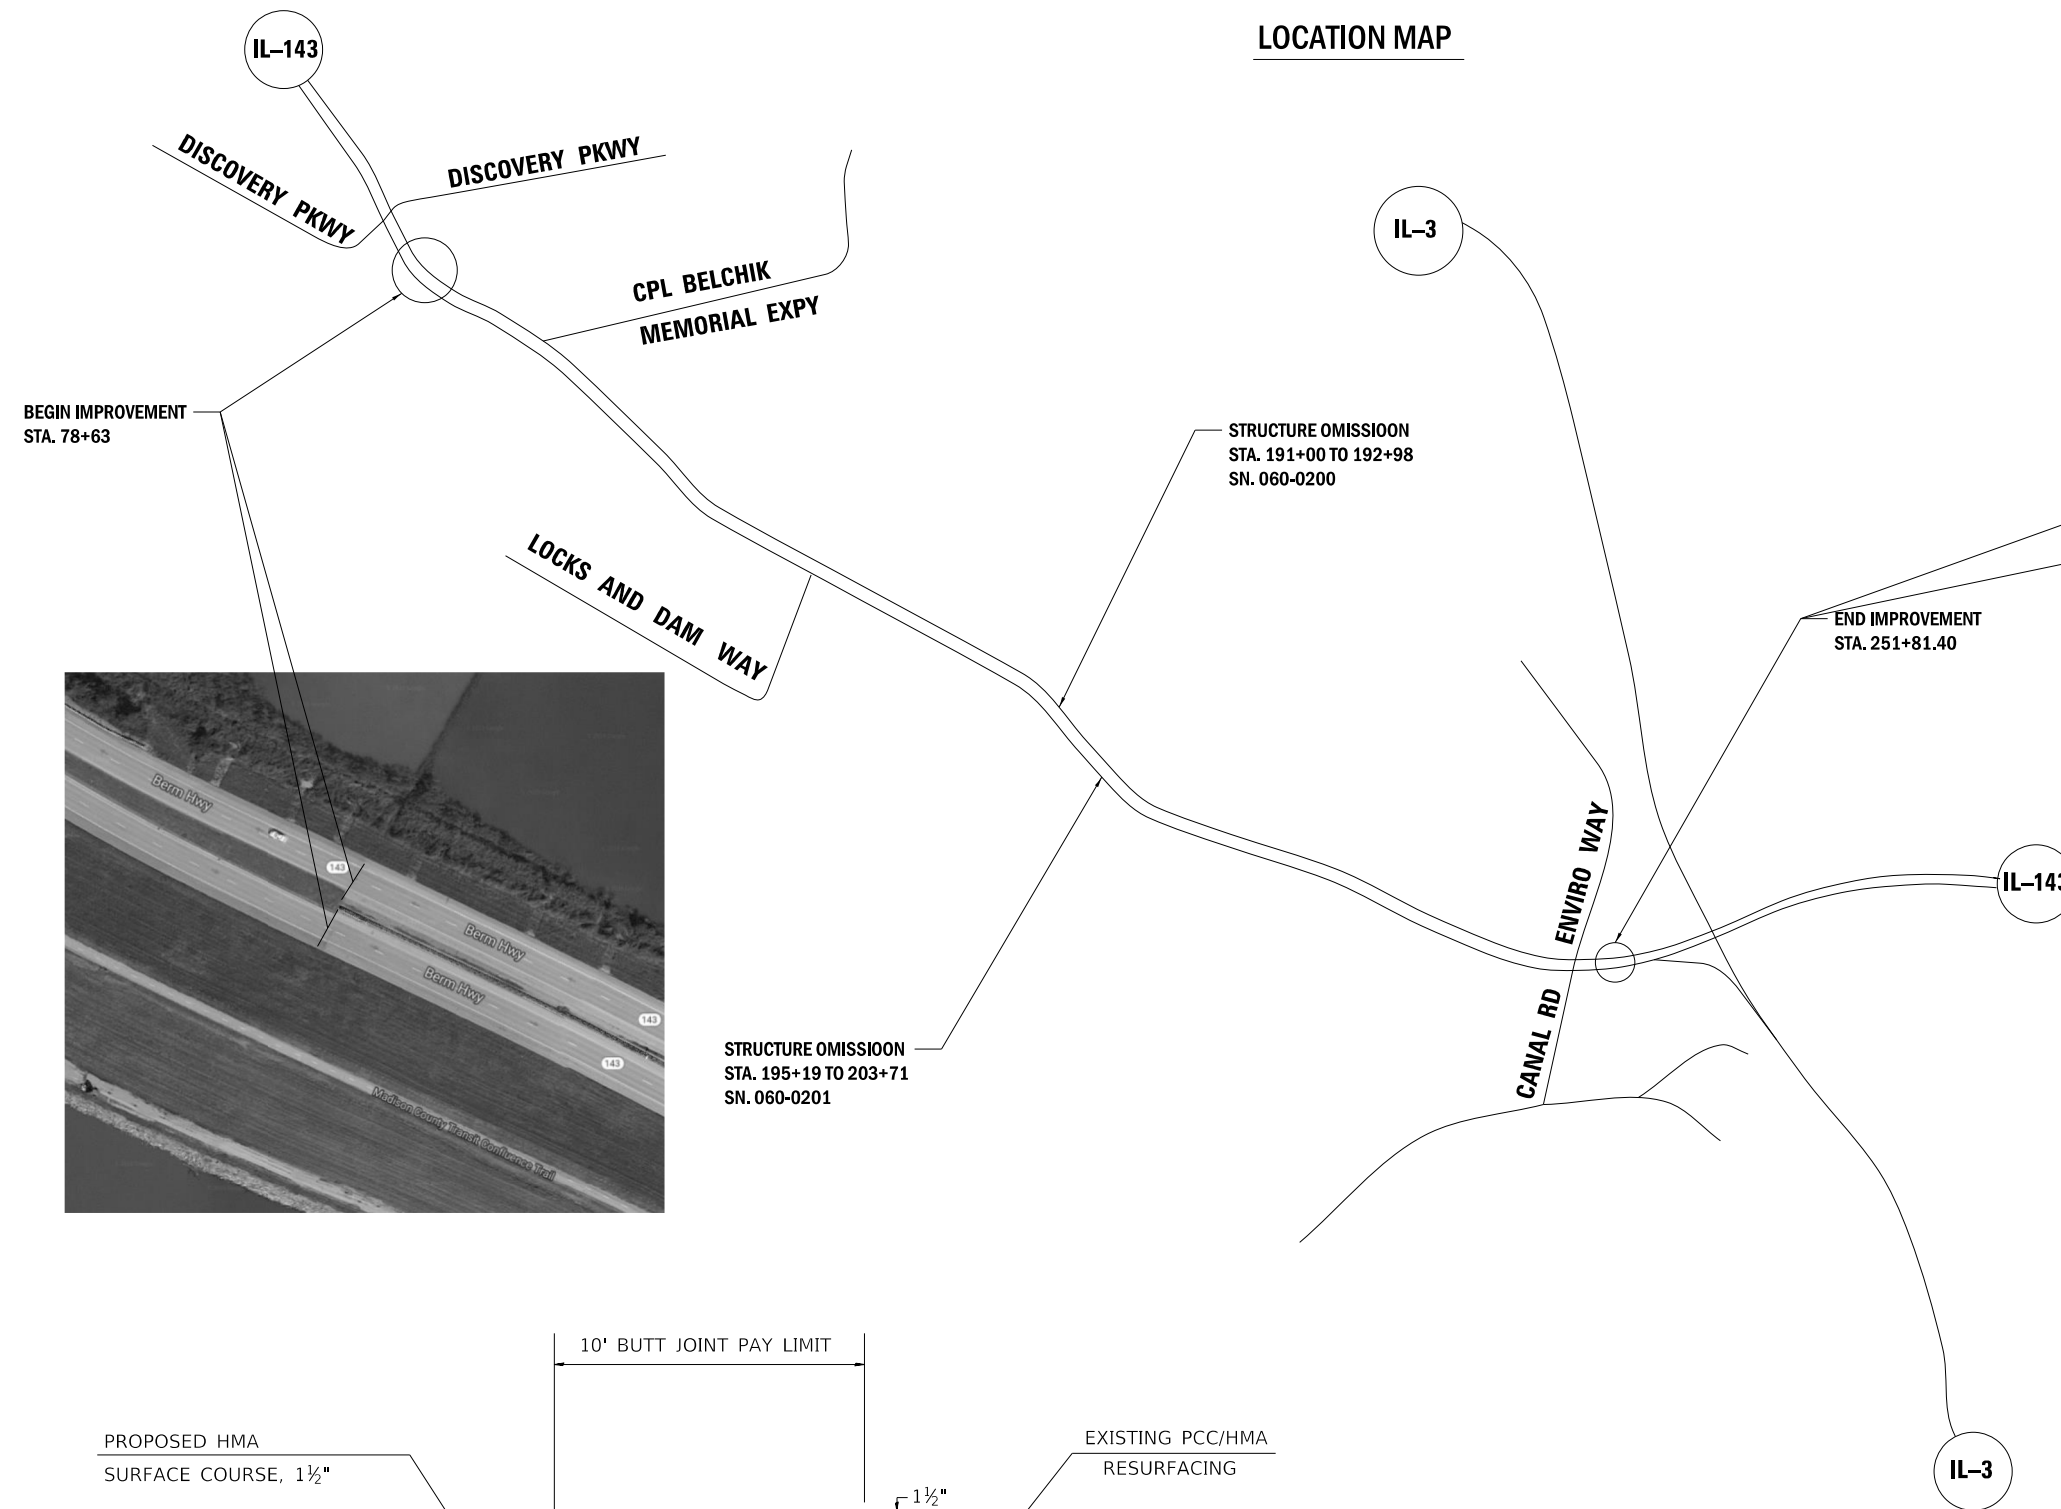 LOCATION MAP
IL–143
DISCOVERY PKWY
DISCOVERY PKWY
CPL BELCHIK
MEMORIAL EXPY
IL–3
BEGIN IMPROVEMENT
STA. 78+63
STRUCTURE OMISSIOON
STA. 191+00 TO 192+98
SN. 060-0200
LOCKS AND DAM WAY
END IMPROVEMENT
STA. 251+81.40
Berm Hwy
143
Berm Hwy
Berm Hwy
143
143
Madison County Transit Confluence Trail
ENVIRO WAY
IL–143
CANAL RD
STRUCTURE OMISSIOON
STA. 195+19 TO 203+71
SN. 060-0201
10' BUTT JOINT PAY LIMIT
PROPOSED HMA
SURFACE COURSE, 1½"
EXISTING PCC/HMA
RESURFACING
1½"
IL–3